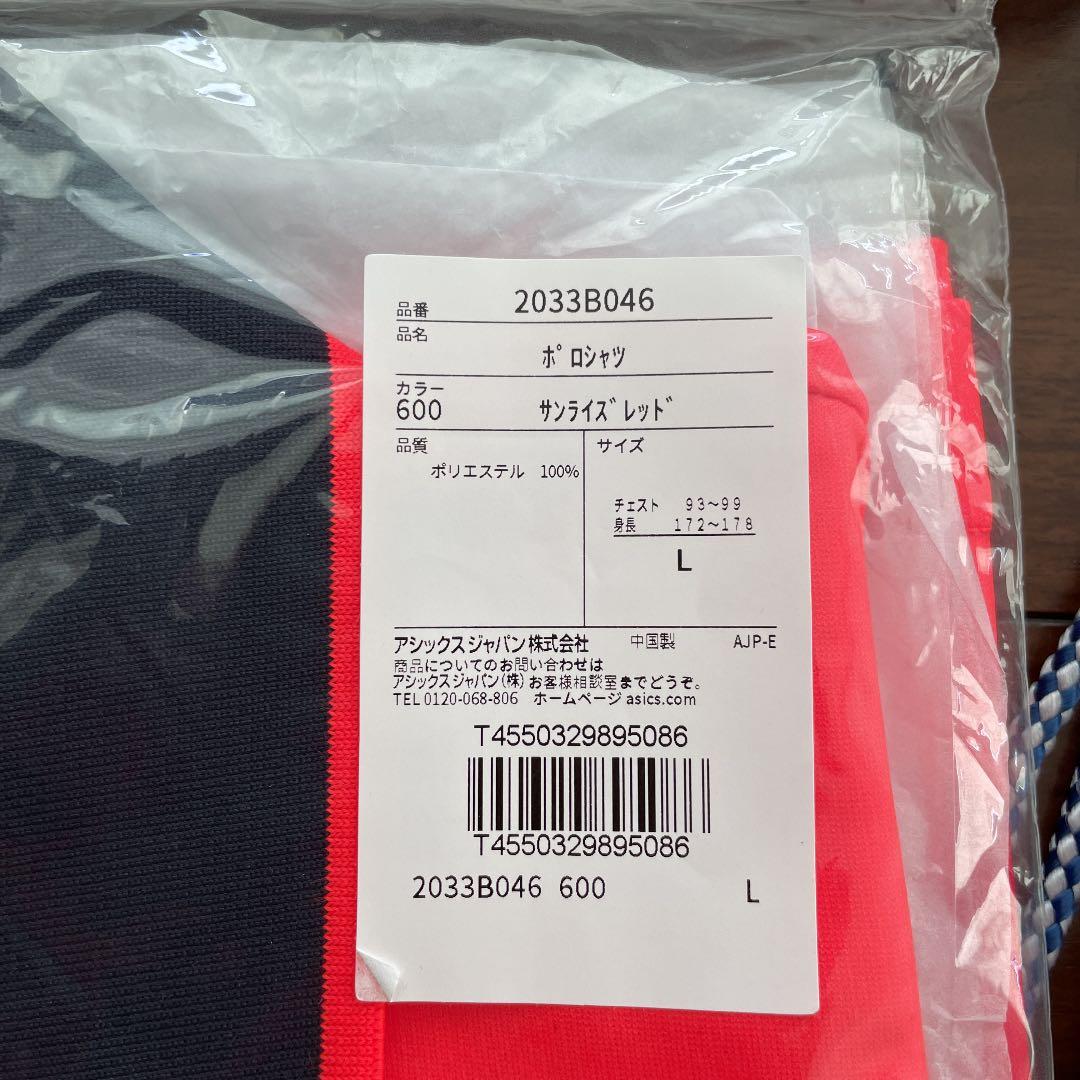 品番 2033B046
品名
ﾎﾟﾛｼｬﾂ
カラー
600 ｻﾝﾗｲｽﾞﾚｯﾄﾞ
品質 サイズ
ポリエステル 100%
チェスト 93〜99
身長 172〜178
L
アシックスジャパン株式会社 中国製 AJP-E
商品についてのお問い合わせは
アシックスジャパン(株)お客様相談室までどうぞ。
TEL 0120-068-806 ホームページ asics.com
T4550329895086
T4550329895086
2033B046 600 L